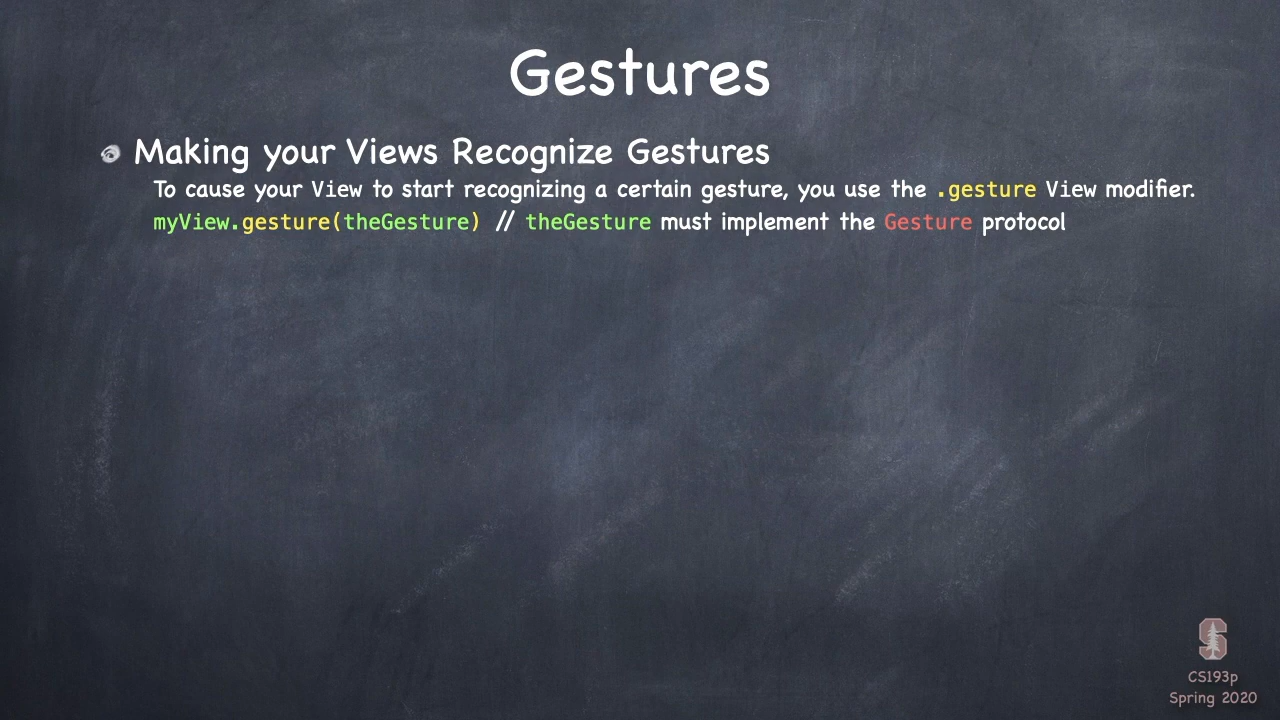 Gestures
Making your Views Recognize Gestures
To cause your View to start recognizing a certain gesture, you use the .gesture View modifier.
myView.gesture(theGesture) // theGesture must implement the Gesture protocol
S
CS193p
Spring 2020